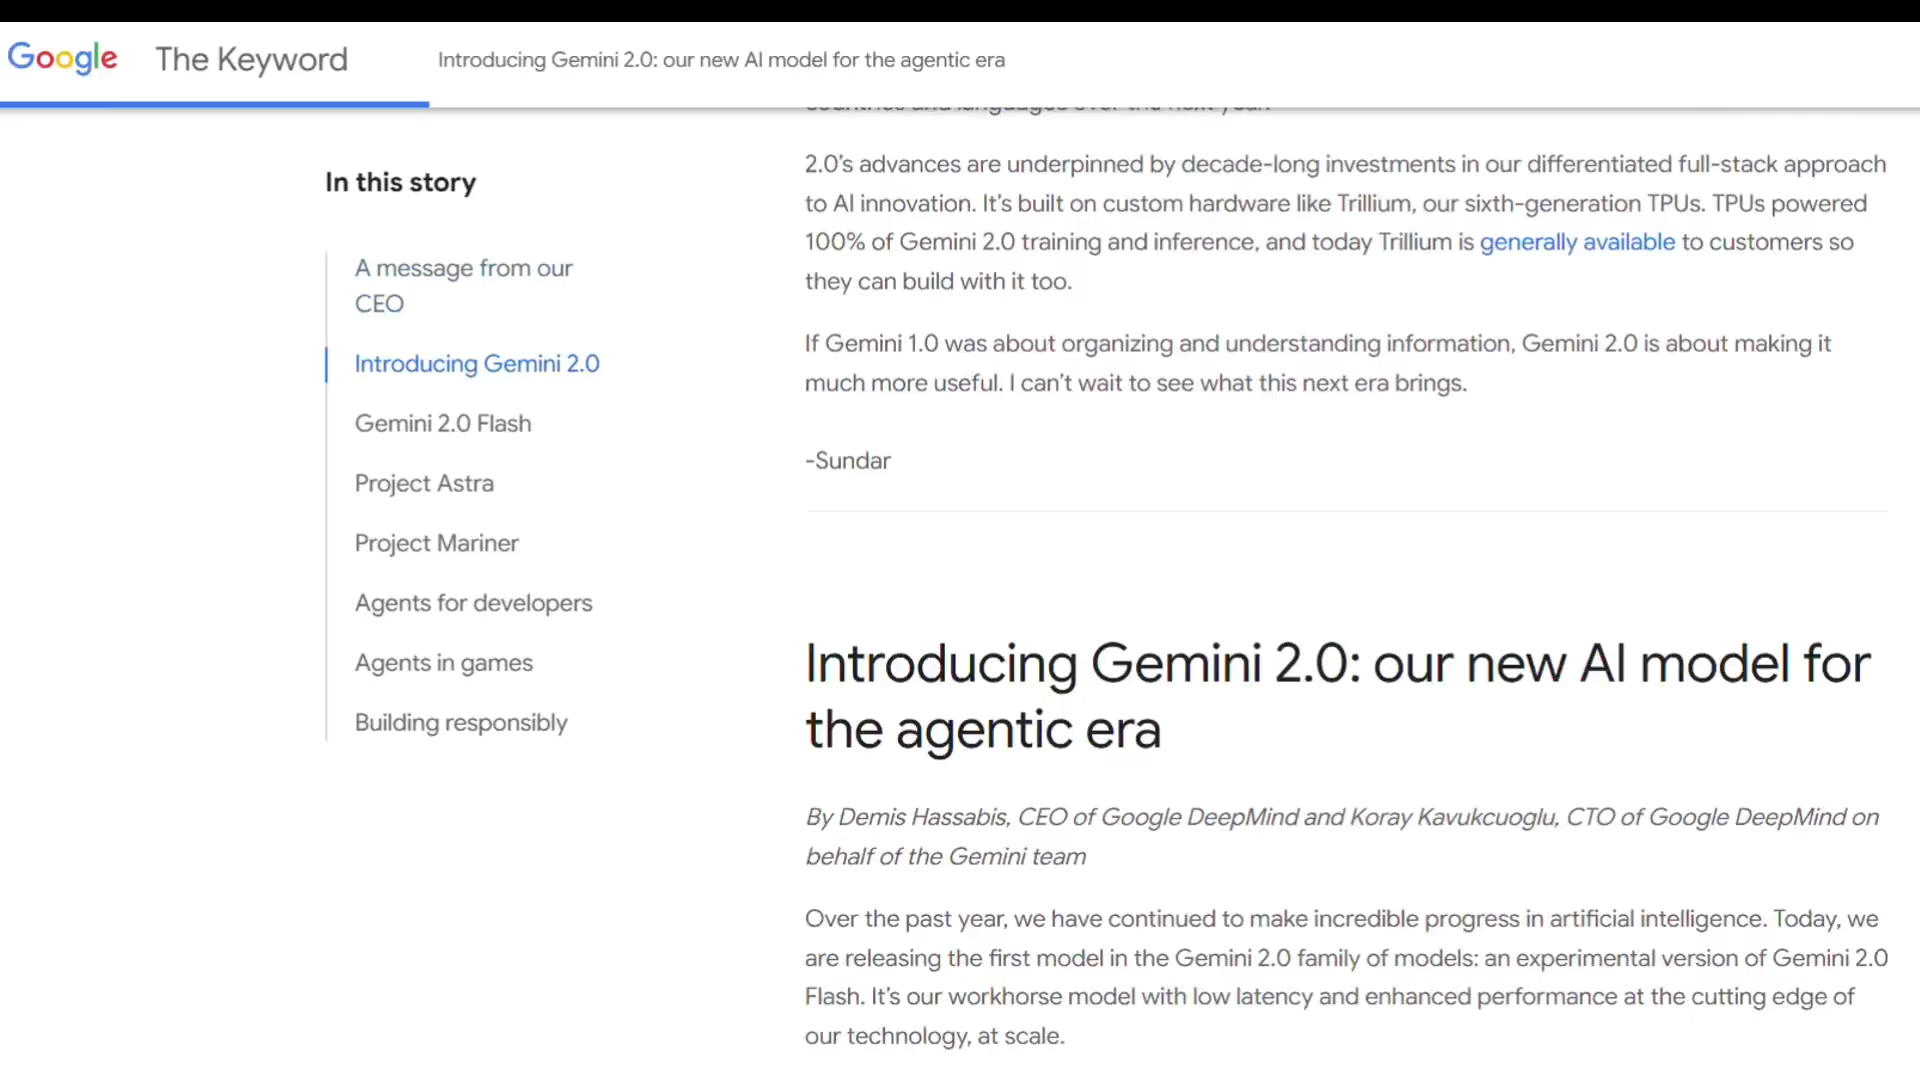 Google The Keyword Introducing Gemini 2.0: our new AI model for the agentic era
In this story
A message from our
CEO
Introducing Gemini 2.0
Gemini 2.0 Flash
Project Astra
Project Mariner
Agents for developers
Agents in games
Building responsibly
2.0’s advances are underpinned by decade-long investments in our differentiated full-stack approach
to AI innovation. It’s built on custom hardware like Trillium, our sixth-generation TPUs. TPUs powered
100% of Gemini 2.0 training and inference, and today Trillium is generally available to customers so
they can build with it too.
If Gemini 1.0 was about organizing and understanding information, Gemini 2.0 is about making it
much more useful. I can’t wait to see what this next era brings.
-Sundar
Introducing Gemini 2.0: our new AI model for
the agentic era
By Demis Hassabis, CEO of Google DeepMind and Koray Kavukcuoglu, CTO of Google DeepMind on
behalf of the Gemini team
Over the past year, we have continued to make incredible progress in artificial intelligence. Today, we
are releasing the first model in the Gemini 2.0 family of models: an experimental version of Gemini 2.0
Flash. It’s our workhorse model with low latency and enhanced performance at the cutting edge of
our technology, at scale.